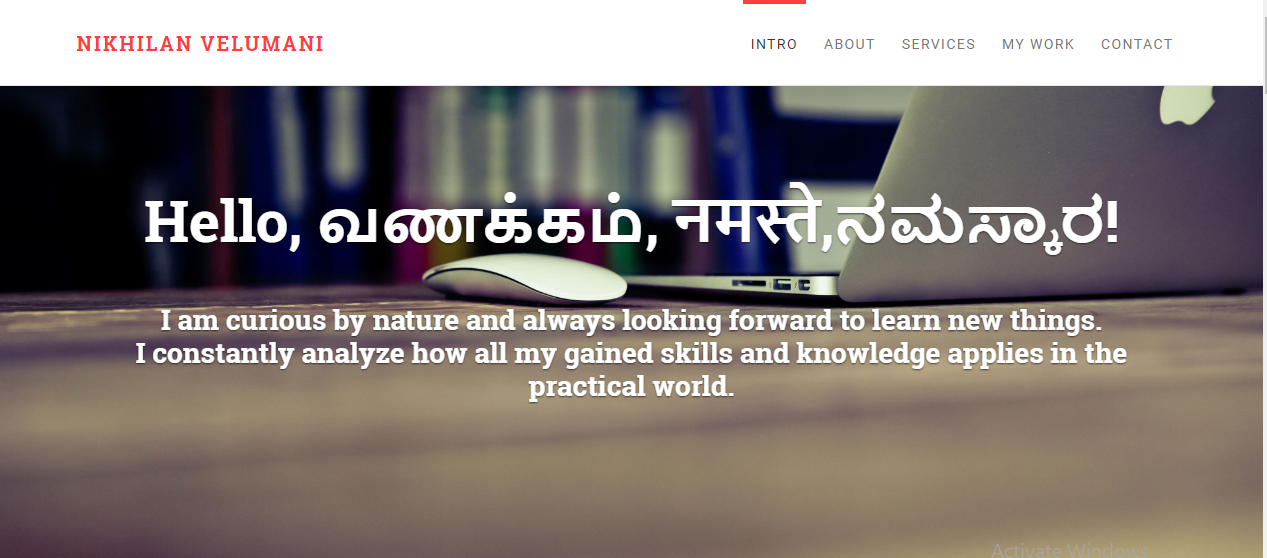 NIKHILAN VELUMANI
INTRO ABOUT SERVICES MY WORK CONTACT
Hello, வணக்கம், नमस्ते,ನಮಸ್ಕಾರ!
I am curious by nature and always looking forward to learn new things.
I constantly analyze how all my gained skills and knowledge applies in the
practical world.
Activate Windows